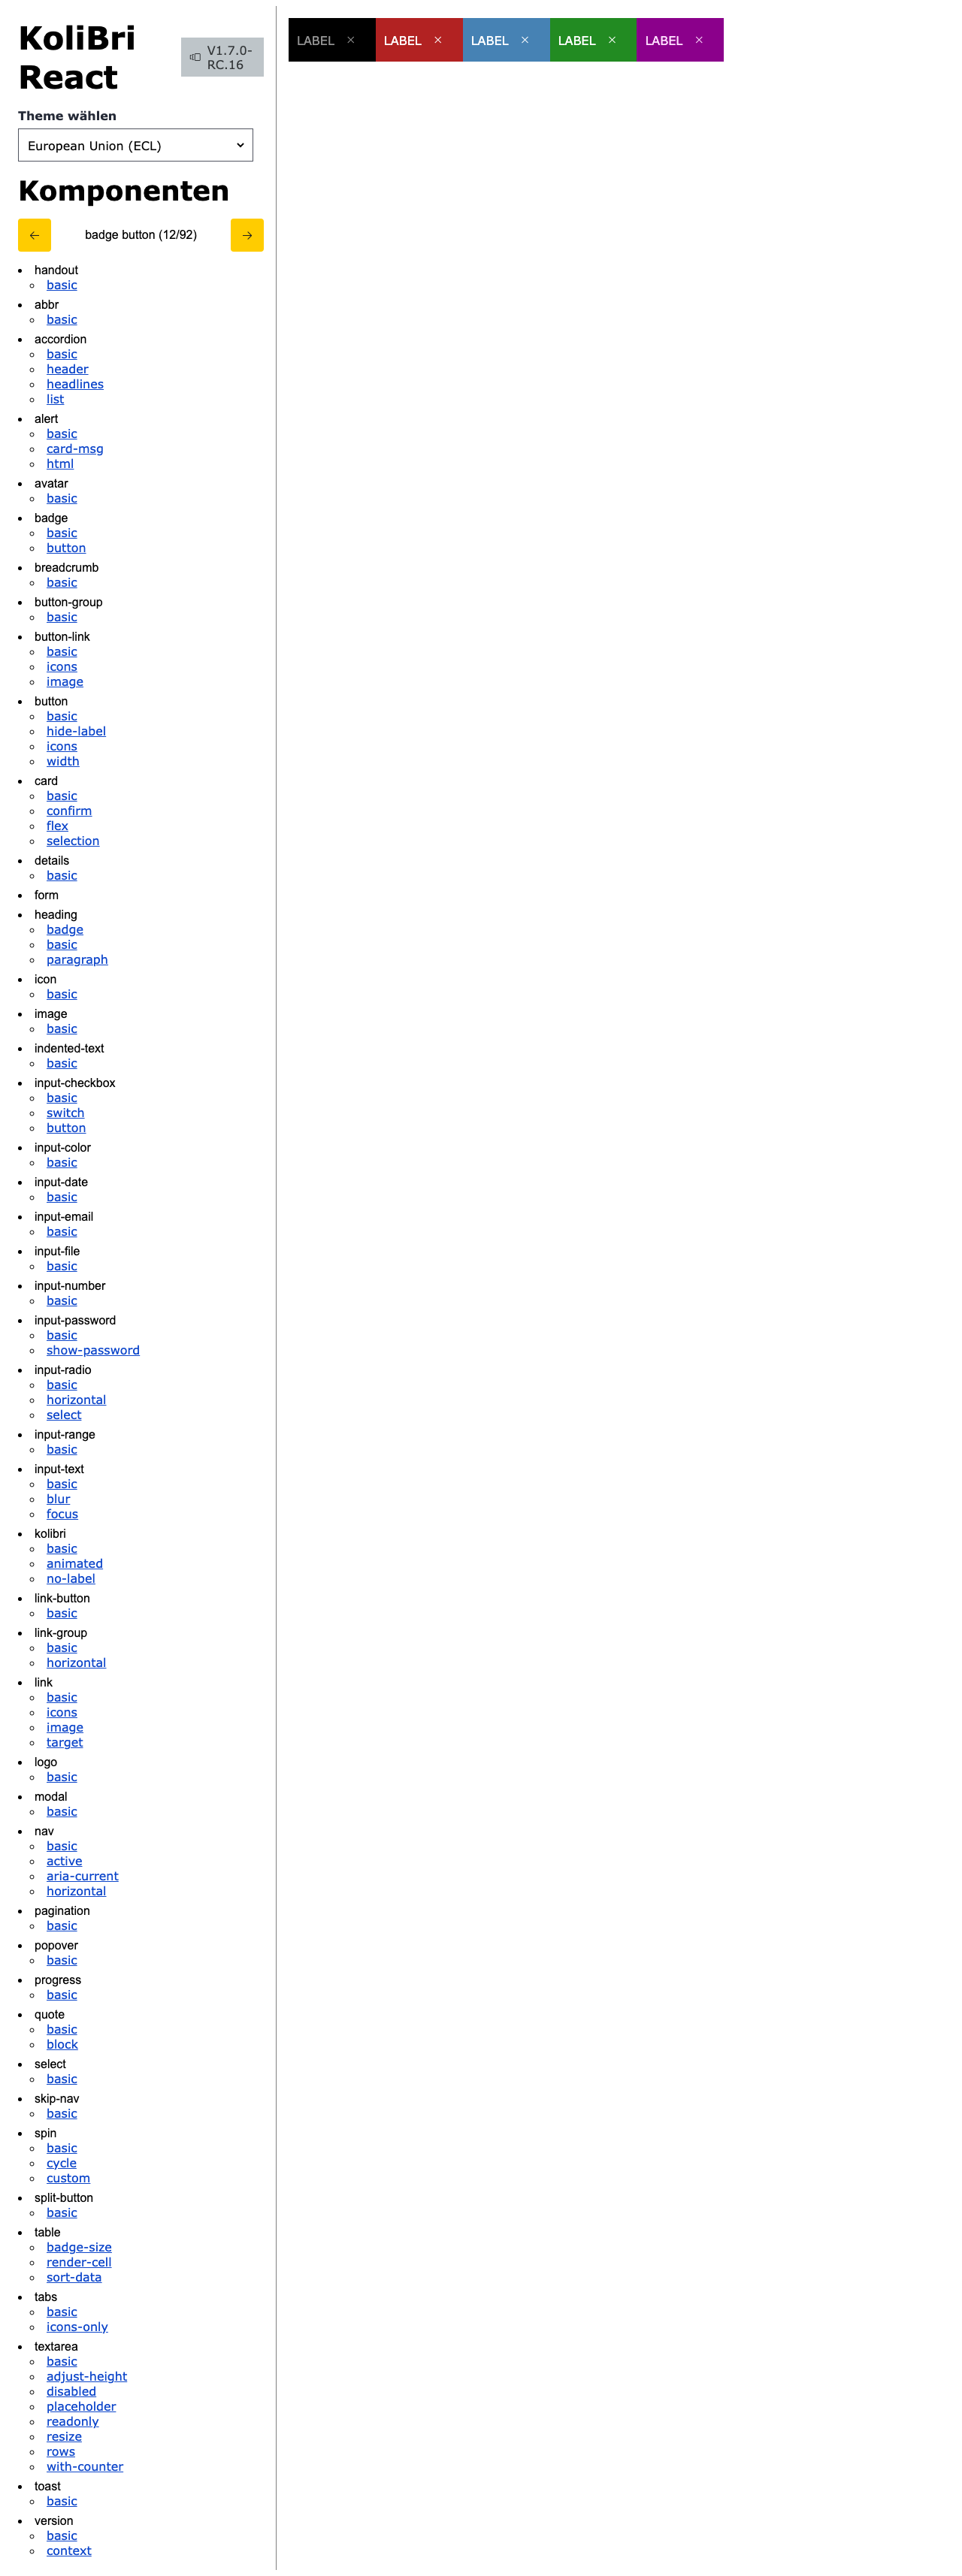 KoliBri
React
V1.7.0-
RC.16
Theme wählen
European Union (ECL)
Komponenten
badge button (12/92)
handout
basic
abbr
basic
accordion
basic
header
headlines
list
alert
basic
card-msg
html
avatar
basic
badge
basic
button
breadcrumb
basic
button-group
basic
button-link
basic
icons
image
button
basic
hide-label
icons
width
card
basic
confirm
flex
selection
details
basic
form
heading
badge
basic
paragraph
icon
basic
image
basic
indented-text
basic
input-checkbox
basic
switch
button
input-color
basic
input-date
basic
input-email
basic
input-file
basic
input-number
basic
input-password
basic
show-password
input-radio
basic
horizontal
select
input-range
basic
input-text
basic
blur
focus
kolibri
basic
animated
no-label
link-button
basic
link-group
basic
horizontal
link
basic
icons
image
target
logo
basic
modal
basic
nav
basic
active
aria-current
horizontal
pagination
basic
popover
basic
progress
basic
quote
basic
block
select
basic
skip-nav
basic
spin
basic
cycle
custom
split-button
basic
table
badge-size
render-cell
sort-data
tabs
basic
icons-only
textarea
basic
adjust-height
disabled
placeholder
readonly
resize
rows
with-counter
toast
basic
version
basic
context
LABEL LABEL LABEL LABEL LABEL